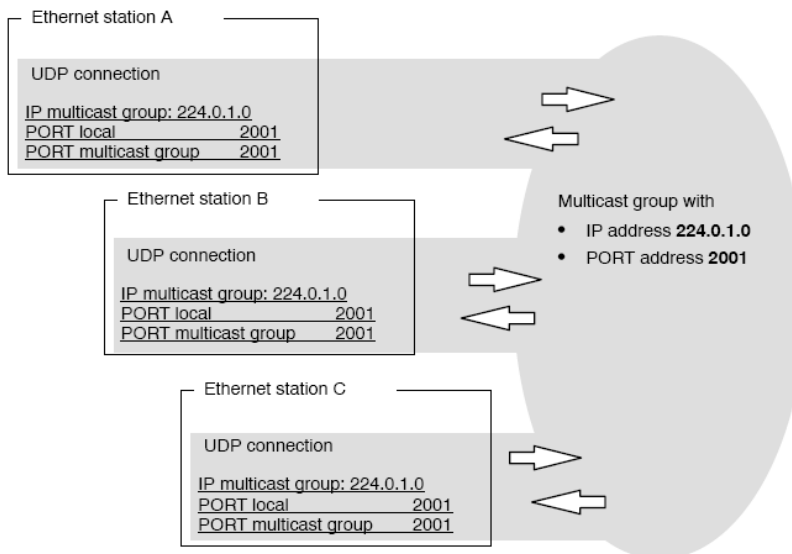 Ethernet station A
UDP connection
IP multicast group: 224.0.1.0
PORT local 2001
PORT multicast group 2001
Ethernet station B
UDP connection
IP multicast group: 224.0.1.0
PORT local 2001
PORT multicast group 2001
Multicast group with
• IP address 224.0.1.0
• PORT address 2001
Ethernet station C
UDP connection
IP multicast group: 224.0.1.0
PORT local 2001
PORT multicast group 2001